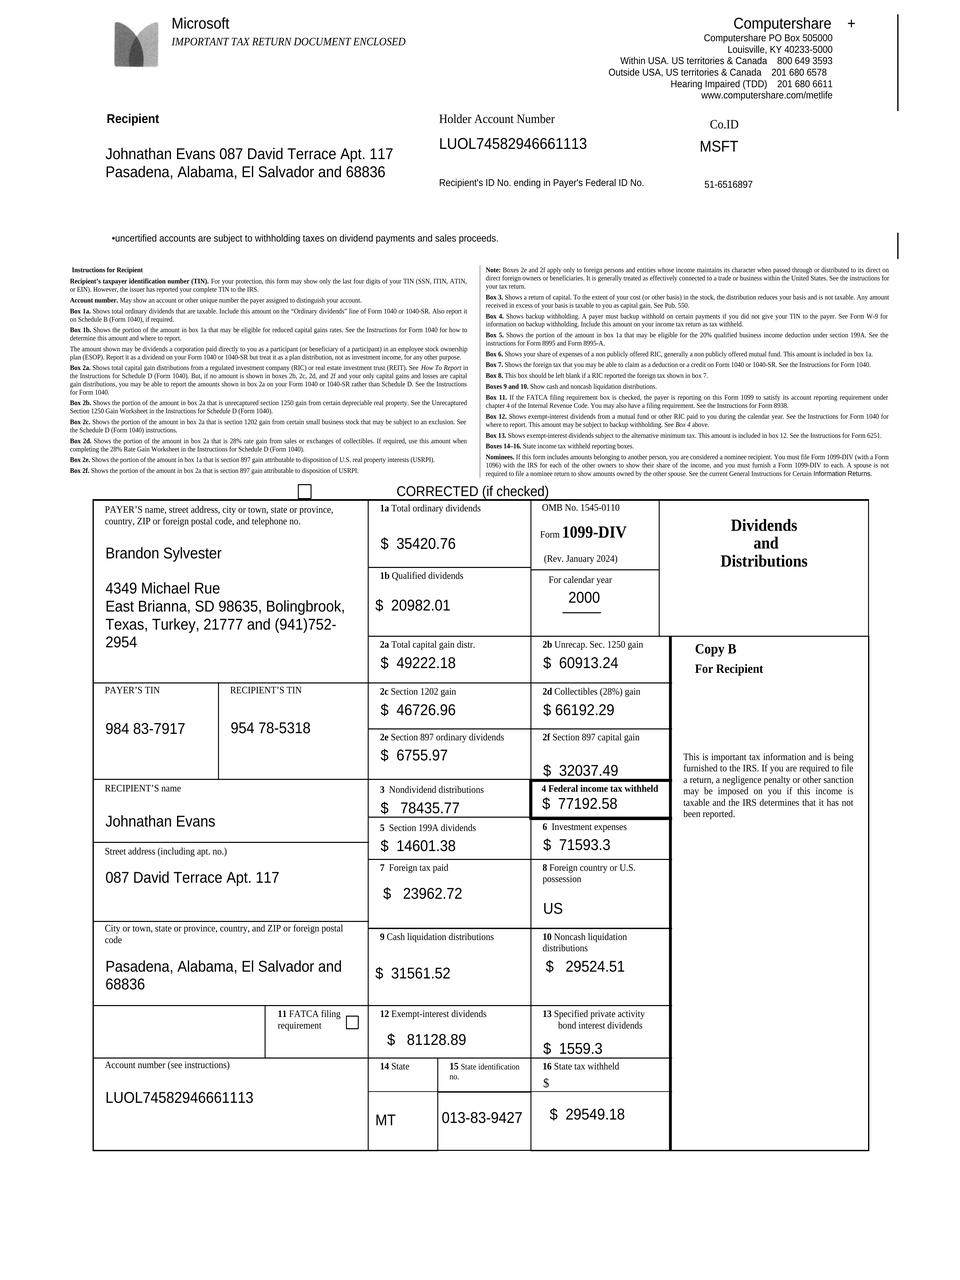 Microsoft
IMPORTANT TAX RETURN DOCUMENT ENCLOSED
Computershare +
Computershare PO Box 505000
Louisville, KY 40233-5000
Within USA. US territories & Canada 800 649 3593
Outside USA, US territories & Canada 201 680 6578
Hearing Impaired (TDD) 201 680 6611
www.computershare.com/metlife
Recipient
Johnathan Evans 087 David Terrace Apt. 117
Pasadena, Alabama, El Salvador and 68836
Holder Account Number
LUOL74582946661113
Co.ID
MSFT
Recipient's ID No. ending in Payer's Federal ID No.
51-6516897
•uncertified accounts are subject to withholding taxes on dividend payments and sales proceeds.
Instructions for Recipient
Recipient's taxpayer identification number (TIN). For your protection, this form may show only the last four digits of your TIN (SSN, ITIN, ATIN,
or EIN). However, the issuer has reported your complete TIN to the IRS.
Account number. May show an account or other unique number the payer assigned to distinguish your account.
Box 1a. Shows total ordinary dividends that are taxable. Include this amount on the "Ordinary dividends" line of Form 1040 or 1040-SR. Also report it
on Schedule B (Form 1040), if required.
Box 1b. Shows the portion of the amount in box 1a that may be eligible for reduced capital gains rates. See the Instructions for Form 1040 for how to
determine this amount and where to report.
The amount shown may be dividends a corporation paid directly to you as a participant (or beneficiary of a participant) in an employee stock ownership
plan (ESOP). Report it as a dividend on your Form 1040 or 1040-SR but treat it as a plan distribution, not as investment income, for any other purpose.
Box 2a. Shows total capital gain distributions from a regulated investment company (RIC) or real estate investment trust (REIT). See How To Report in
the Instructions for Schedule D (Form 1040). But, if no amount is shown in boxes 2b, 2c, 2d, and 2f and your only capital gains and losses are capital
gain distributions, you may be able to report the amounts shown in box 2a on your Form 1040 or 1040-SR rather than Schedule D. See the Instructions
for Form 1040.
Box 2b. Shows the portion of the amount in box 2a that is unrecaptured section 1250 gain from certain depreciable real property. See the Unrecaptured
Section 1250 Gain Worksheet in the Instructions for Schedule D (Form 1040).
Box 2c. Shows the portion of the amount in box 2a that is section 1202 gain from certain small business stock that may be subject to an exclusion. See
the Schedule D (Form 1040) instructions.
Box 2d. Shows the portion of the amount in box 2a that is 28% rate gain from sales or exchanges of collectibles. If required, use this amount when
completing the 28% Rate Gain Worksheet in the Instructions for Schedule D (Form 1040).
Box 2e. Shows the portion of the amount in box 1a that is section 897 gain attributable to disposition of U.S. real property interests (USRPI).
Box 2f. Shows the portion of the amount in box 2a that is section 897 gain attributable to disposition of USRPI.
Note: Boxes 2e and 2f apply only to foreign persons and entities whose income maintains its character when passed through or distributed to its direct on
direct foreign owners or beneficiaries. It is generally treated as effectively connected to a trade or business within the United States. See the instructions for
your tax return.
Box 3. Shows a return of capital. To the extent of your cost (or other basis) in the stock, the distribution reduces your basis and is not taxable. Any amount
received in excess of your basis is taxable to you as capital gain. See Pub. 550.
Box 4. Shows backup withholding. A payer must backup withhold on certain payments if you did not give your TIN to the payer. See Form W-9 for
information on backup withholding. Include this amount on your income tax return as tax withheld.
Box 5. Shows the portion of the amount in box 1a that may be eligible for the 20% qualified business income deduction under section 199A. See the
instructions for Form 8995 and Form 8995-A.
Box 6. Shows your share of expenses of a non publicly offered RIC, generally a non publicly offered mutual fund. This amount is included in box 1a.
Box 7. Shows the foreign tax that you may be able to claim as a deduction or a credit on Form 1040 or 1040-SR. See the Instructions for Form 1040.
Box 8. This box should be left blank if a RIC reported the foreign tax shown in box 7.
Boxes 9 and 10. Show cash and noncash liquidation distributions.
Box 11. If the FATCA filing requirement box is checked, the payer is reporting on this Form 1099 to satisfy its account reporting requirement under
chapter 4 of the Internal Revenue Code. You may also have a filing requirement. See the Instructions for Form 8938.
Box 12. Shows exempt-interest dividends from a mutual fund or other RIC paid to you during the calendar year. See the Instructions for Form 1040 for
where to report. This amount may be subject to backup withholding. See Box 4 above.
Box 13. Shows exempt-interest dividends subject to the alternative minimum tax. This amount is included in box 12. See the Instructions for Form 6251.
Boxes 14–16. State income tax withheld reporting boxes.
Nominees. If this form includes amounts belonging to another person, you are considered a nominee recipient. You must file Form 1099-DIV (with a Form
1096) with the IRS for each of the other owners to show their share of the income, and you must furnish a Form 1099-DIV to each. A spouse is not
required to file a nominee return to show amounts owned by the other spouse. See the current General Instructions for Certain Information Returns.
CORRECTED (if checked)
PAYER'S name, street address, city or town, state or province,
country, ZIP or foreign postal code, and telephone no.
Brandon Sylvester
4349 Michael Rue
East Brianna, SD 98635, Bolingbrook,
Texas, Turkey, 21777 and (941)752-
2954
1a Total ordinary dividends
$ 35420.76
1b Qualified dividends
$ 20982.01
OMB No. 1545-0110
Form 1099-DIV
(Rev. January 2024)
For calendar year
2000
Dividends
and
Distributions
2a Total capital gain distr.
$ 49222.18
2b Unrecap. Sec. 1250 gain
$ 60913.24
Copy B
For Recipient
PAYER'S TIN
984 83-7917
RECIPIENT'S TIN
954 78-5318
2c Section 1202 gain
$ 46726.96
2d Collectibles (28%) gain
$ 66192.29
2e Section 897 ordinary dividends
$ 6755.97
2f Section 897 capital gain
$ 32037.49
This is important tax information and is being
furnished to the IRS. If you are required to file
a return, a negligence penalty or other sanction
may be imposed on you if this income is
taxable and the IRS determines that it has not
been reported.
RECIPIENT'S name
Johnathan Evans
3 Nondividend distributions
$ 78435.77
4 Federal income tax withheld
$ 77192.58
5 Section 199A dividends
$ 14601.38
6 Investment expenses
$ 71593.3
Street address (including apt. no.)
087 David Terrace Apt. 117
7 Foreign tax paid
$ 23962.72
8 Foreign country or U.S.
possession
US
City or town, state or province, country, and ZIP or foreign postal
code
Pasadena, Alabama, El Salvador and
68836
9 Cash liquidation distributions
$ 31561.52
10 Noncash liquidation
distributions
$ 29524.51
11 FATCA filing
requirement
12 Exempt-interest dividends
$ 81128.89
13 Specified private activity
bond interest dividends
$ 1559.3
Account number (see instructions)
LUOL74582946661113
14 State
MT
15 State identification
no.
013-83-9427
16 State tax withheld
$
$ 29549.18